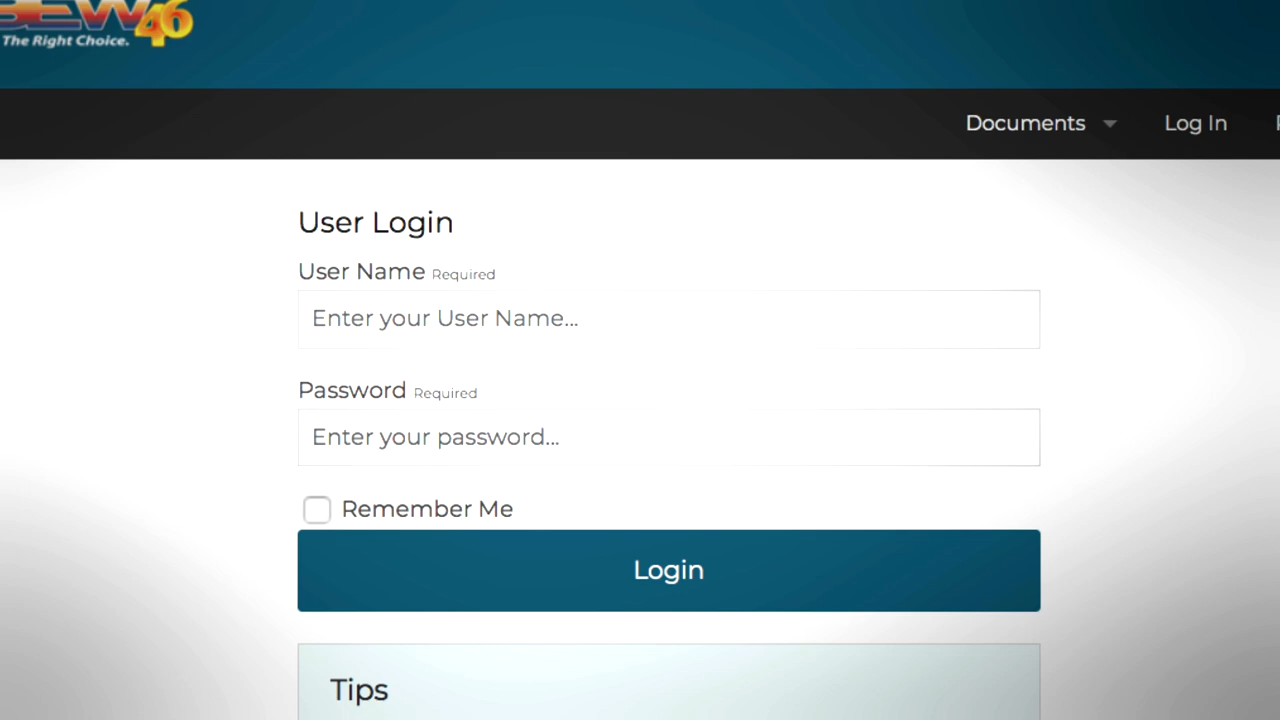 46
The Right Choice.
Documents
Log In
User Login
User Name Required
Enter your User Name...
Password Required
Enter your password...
Remember Me
Login
Tips